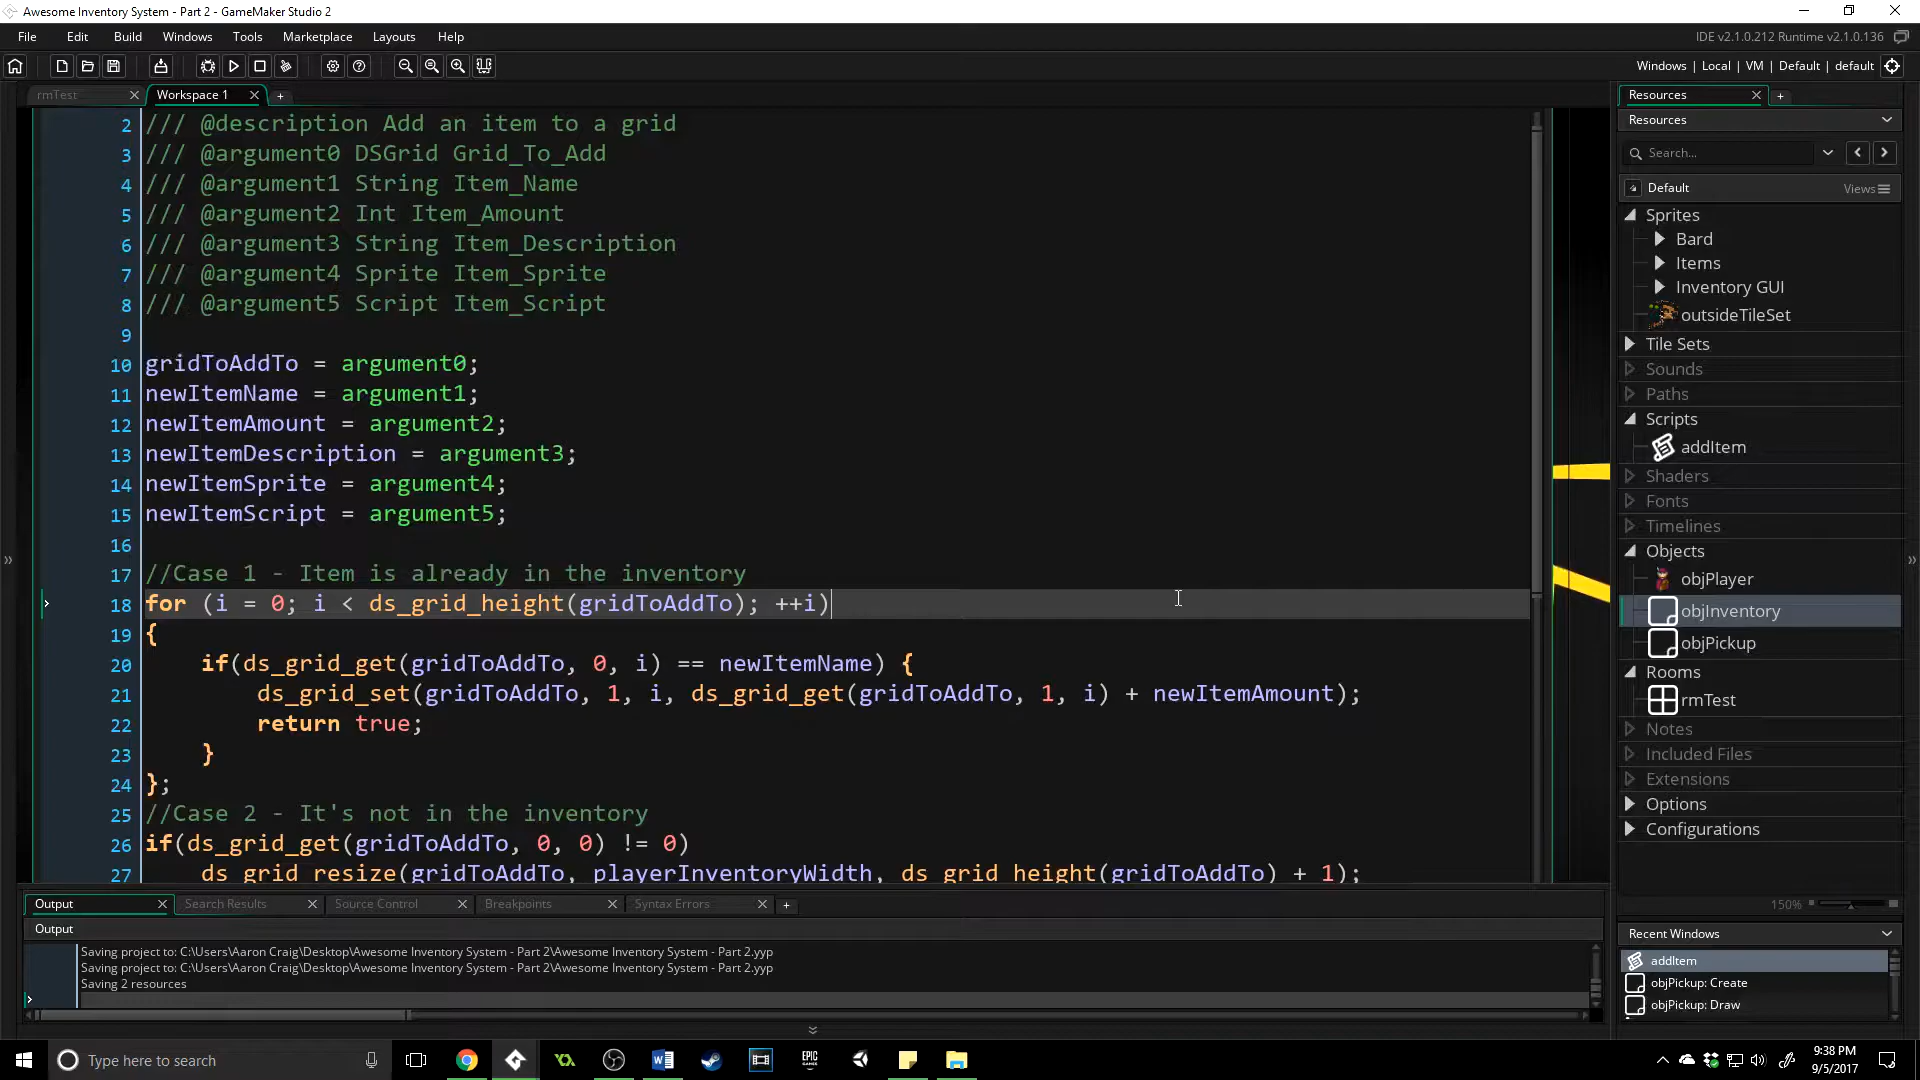 Awesome Inventory System - Part 2 - GameMaker Studio 2
File Edit Build Windows Tools Marketplace Layouts Help
IDE v2.1.0.212 Runtime v2.1.0.136
Windows | Local | VM | Default | default
rmTest
Workspace 1
2 /// @description Add an item to a grid
3 /// @argument0 DSGrid Grid_To_Add
4 /// @argument1 String Item_Name
5 /// @argument2 Int Item_Amount
6 /// @argument3 String Item_Description
7 /// @argument4 Sprite Item_Sprite
8 /// @argument5 Script Item_Script
9
10 gridToAddTo = argument0;
11 newItemName = argument1;
12 newItemAmount = argument2;
13 newItemDescription = argument3;
14 newItemSprite = argument4;
15 newItemScript = argument5;
16
17 //Case 1 - Item is already in the inventory
18 for (i = 0; i < ds_grid_height(gridToAddTo); ++i)
19 {
20 if(ds_grid_get(gridToAddTo, 0, i) == newItemName) {
21 ds_grid_set(gridToAddTo, 1, i, ds_grid_get(gridToAddTo, 1, i) + newItemAmount);
22 return true;
23 }
24 };
25 //Case 2 - It's not in the inventory
26 if(ds_grid_get(gridToAddTo, 0, 0) != 0)
27 ds_grid_resize(gridToAddTo, playerInventoryWidth, ds_grid_height(gridToAddTo) + 1);
Resources
Resources
Search...
Default Views
Sprites
Bard
Items
Inventory GUI
outsideTileSet
Tile Sets
Sounds
Paths
Scripts
addItem
Shaders
Fonts
Timelines
Objects
objPlayer
objInventory
objPickup
Rooms
rmTest
Notes
Included Files
Extensions
Options
Configurations
150%
Recent Windows
addItem
objPickup: Create
objPickup: Draw
Output Search Results Source Control Breakpoints Syntax Errors
Output
Saving project to: C:\Users\Aaron Craig\Desktop\Awesome Inventory System - Part 2\Awesome Inventory System - Part 2.yyp
Saving project to: C:\Users\Aaron Craig\Desktop\Awesome Inventory System - Part 2\Awesome Inventory System - Part 2.yyp
Saving 2 resources
Type here to search
EPIC GAMES
9:38 PM
9/5/2017